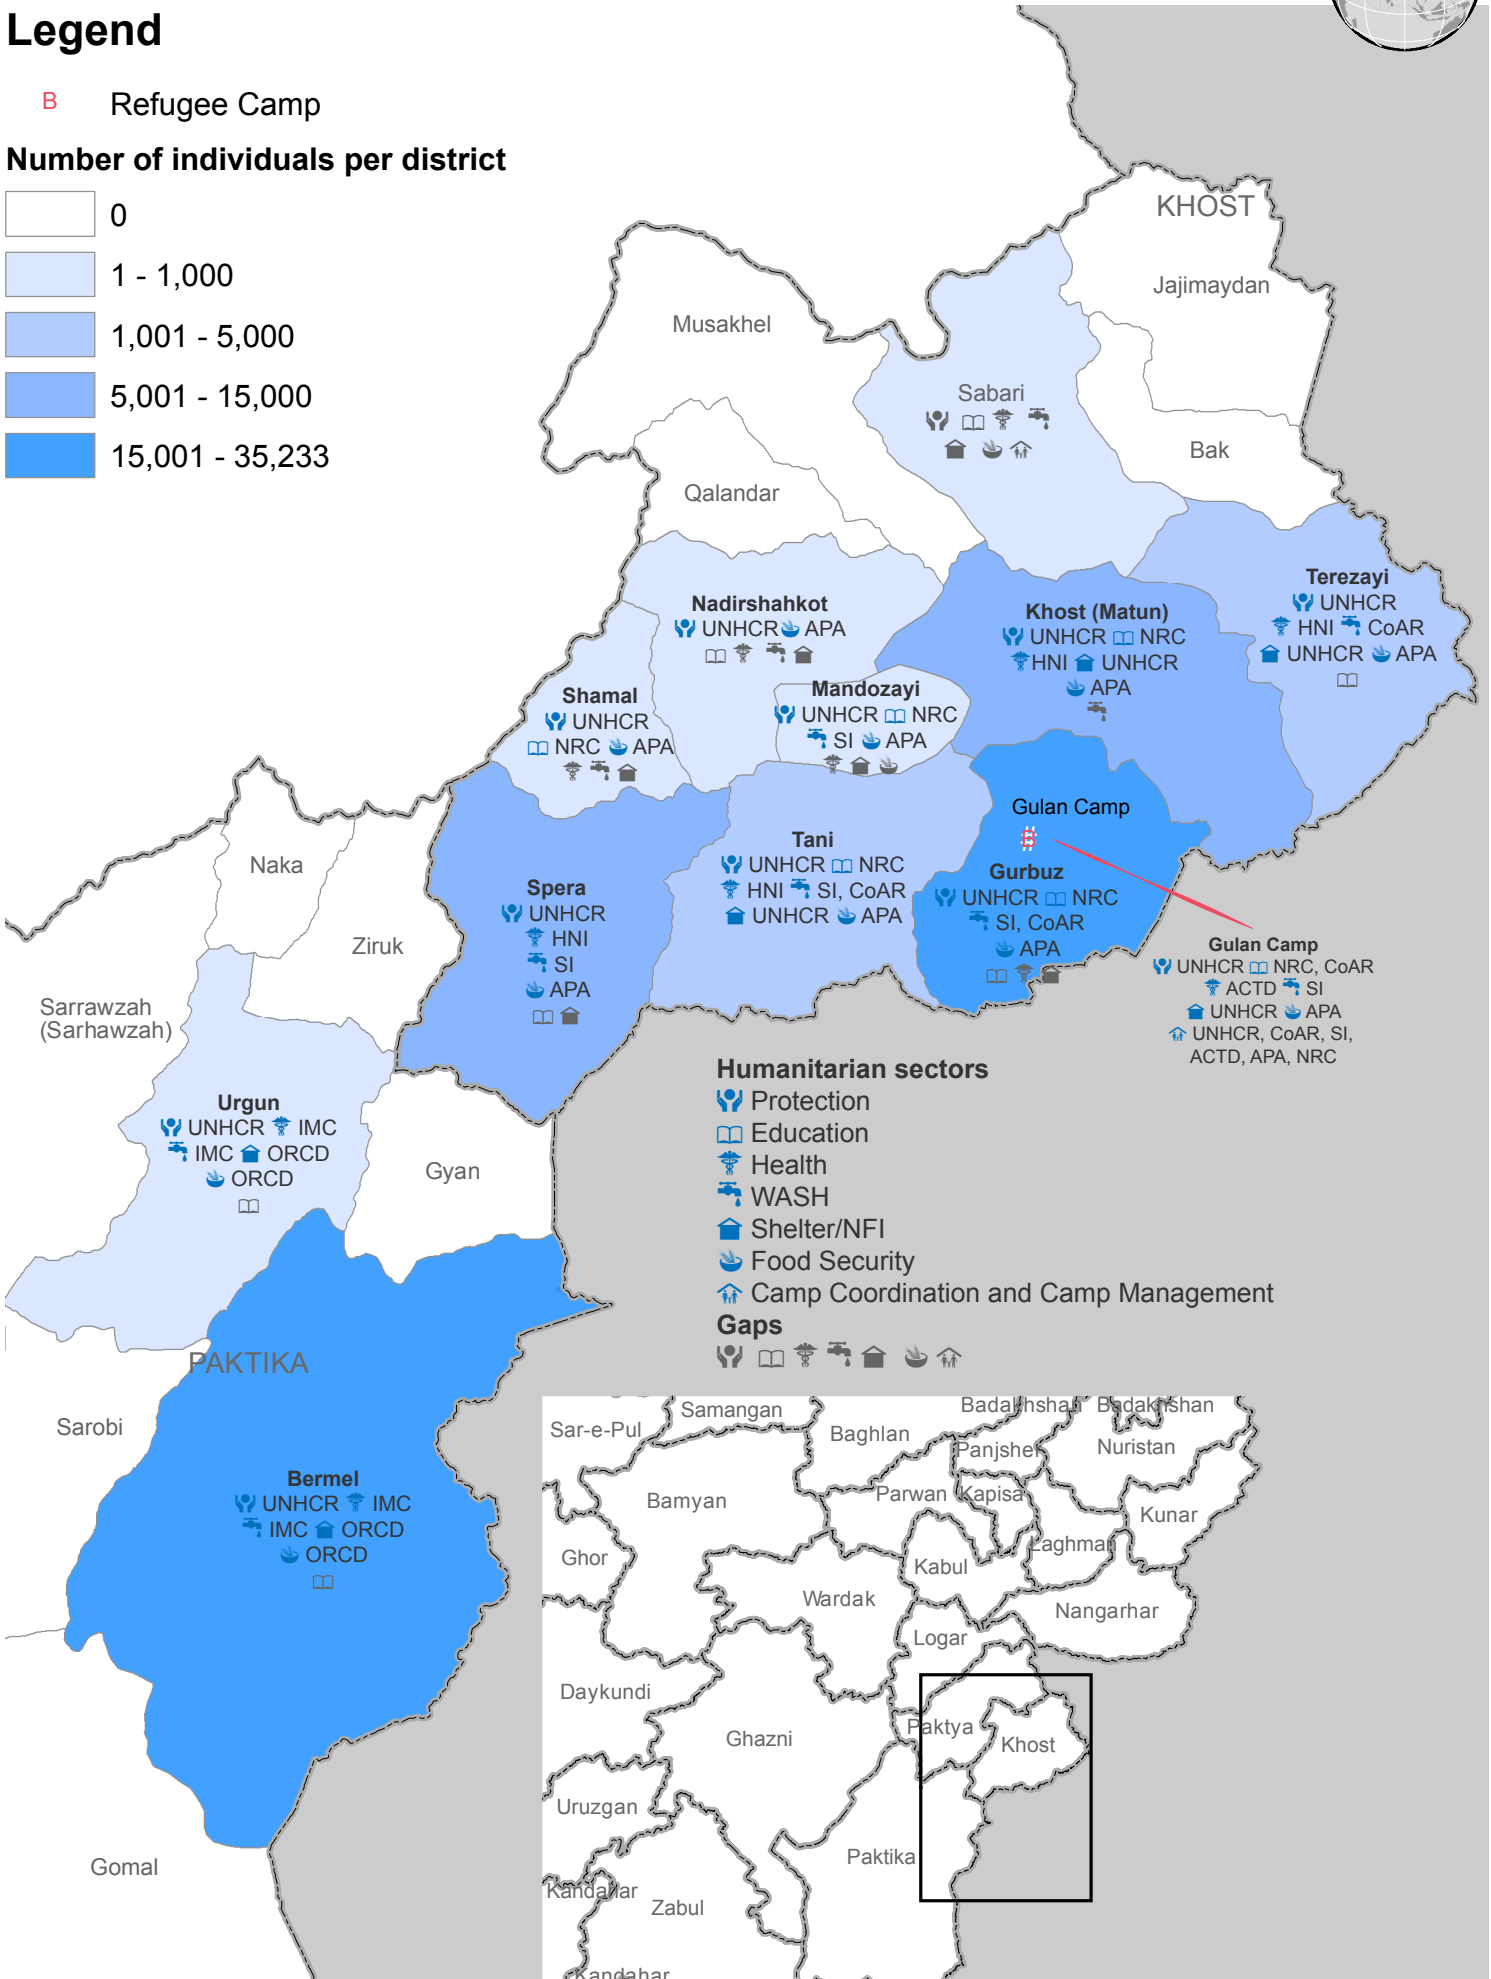 Legend
B Refugee Camp
Number of individuals per district
0
1 - 1,000
1,001 - 5,000
5,001 - 15,000
15,001 - 35,233
KHOST
Jajimaydan
Musakhel
Sabari
Bak
Qalandar
Terezayi
UNHCR
HNI CoAR
UNHCR APA
Nadirshahkot
UNHCR APA
Khost (Matun)
UNHCR NRC
HNI UNHCR
APA
Shamal
UNHCR
NRC APA
Mandozayi
UNHCR NRC
SI APA
Gulan Camp
B
Gurbuz
UNHCR NRC
SI, CoAR
APA
Tani
UNHCR NRC
HNI SI, CoAR
UNHCR APA
Spera
UNHCR
HNI
SI
APA
Naka
Ziruk
Gulan Camp
UNHCR NRC, CoAR
ACTD SI
UNHCR APA
UNHCR, CoAR, SI,
ACTD, APA, NRC
Sarrawzah
(Sarhawzah)
Urgun
UNHCR IMC
IMC ORCD
ORCD
Gyan
Humanitarian sectors
Protection
Education
Health
WASH
Shelter/NFI
Food Security
Camp Coordination and Camp Management
Gaps
PAKTIKA
Sarobi
Bermel
UNHCR IMC
IMC ORCD
ORCD
Gomal
Sar-e-Pul
Samangan
Baghlan
Badakhshan
Badakhshan
Panjsher
Nuristan
Bamyan
Parwan
Kapisa
Kunar
Laghman
Ghor
Kabul
Wardak
Nangarhar
Logar
Daykundi
Ghazni
Paktya
Khost
Uruzgan
Paktika
Kandahar
Zabul
Kandahar